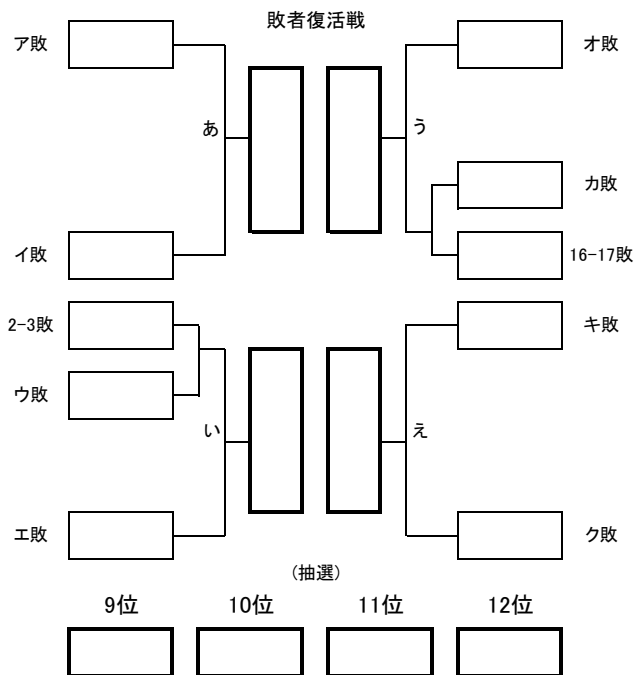 敗者復活戦
ア敗
オ敗
あ
う
カ敗
イ敗
16-17敗
2-3敗
キ敗
ウ敗
い
え
エ敗
ク敗
(抽選)
9位
10位
11位
12位